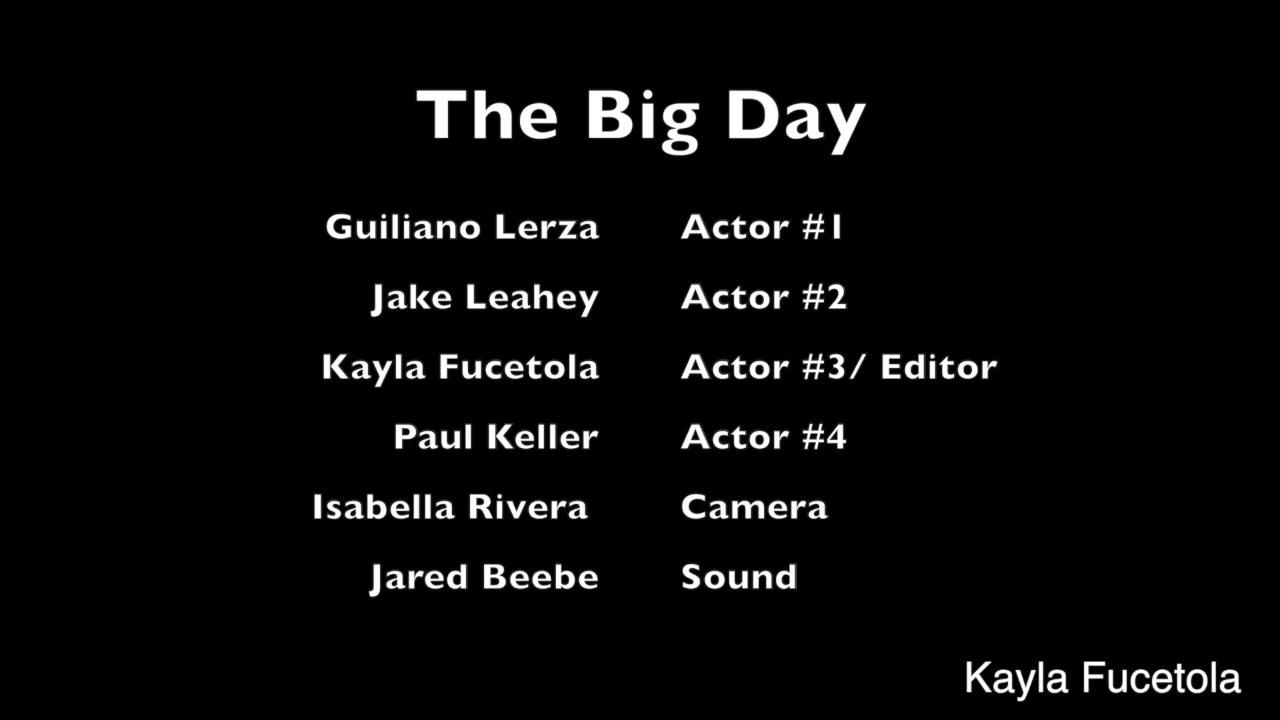 The Big Day
Guiliano Lerza Actor #1
Jake Leahey Actor #2
Kayla Fucetola Actor #3/ Editor
Paul Keller Actor #4
Isabella Rivera Camera
Jared Beebe Sound
Kayla Fucetola